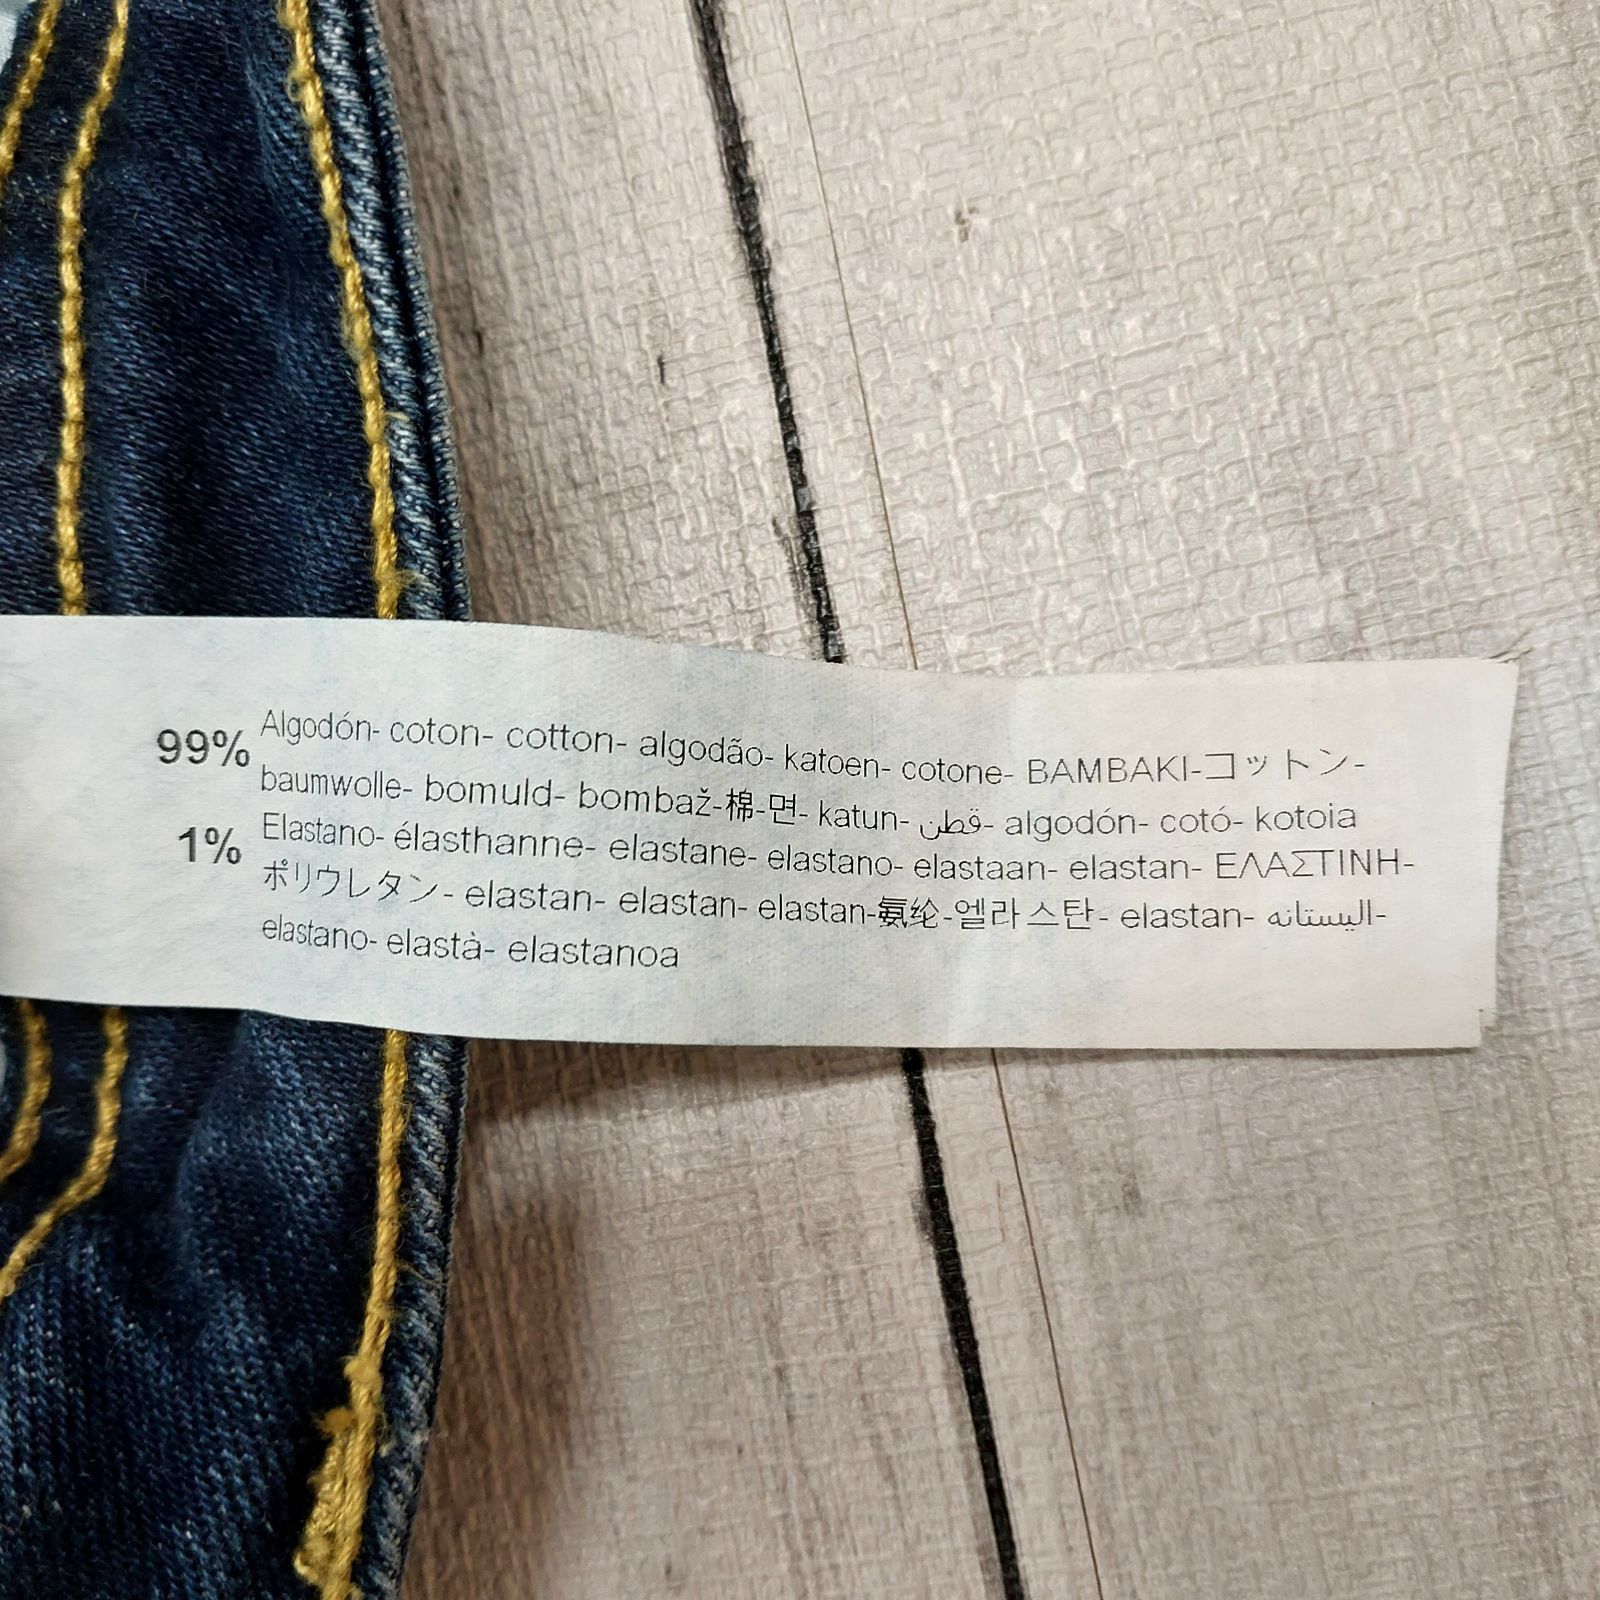 99% Algodón- coton- cotton- algodão- katoen- cotone- BAMBAKI-コットン-
baumwolle- bomuld- bombaž-棉-면- katun- قطن- algodón- cotó- kotoia
1% Elastano- élasthanne- elastane- elastano- elastaan- elastan- ΕΛΑΣΤΙΝΗ-
ポリウレタン- elastan- elastan- elastan-氨纶-엘라스탄- elastan- اليستانه-
elastano- elastà- elastanoa